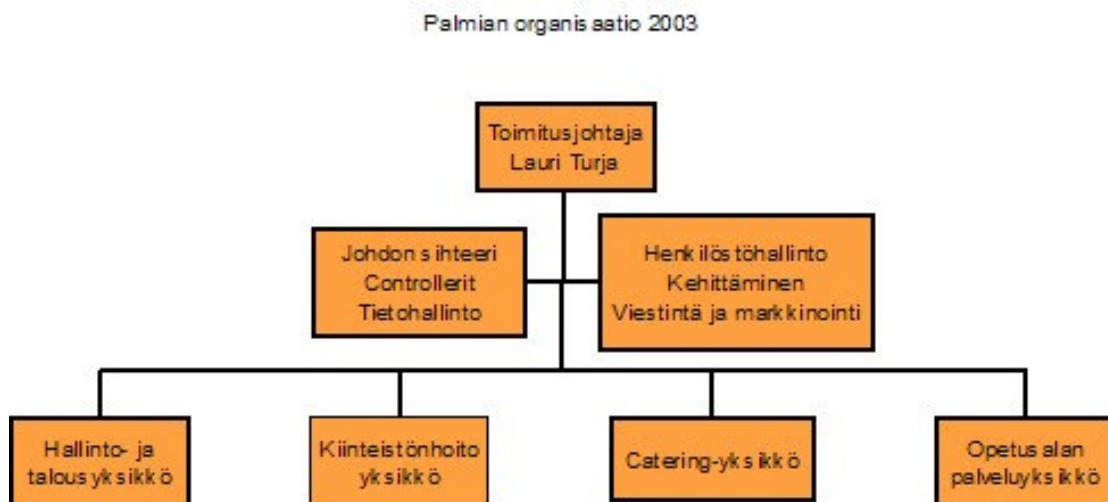 Palmian organisaatio 2003
Toimitusjohtaja
Lauri Turja
Johdon sihteeri
Controllerit
Tietohallinto
Henkilöstöhallinto
Kehittäminen
Viestintä ja markkinointi
Hallinto- ja
talousyksikkö
Kiinteistönhoito
yksikkö
Catering-yksikkö
Opetusalan
palveluyksikkö